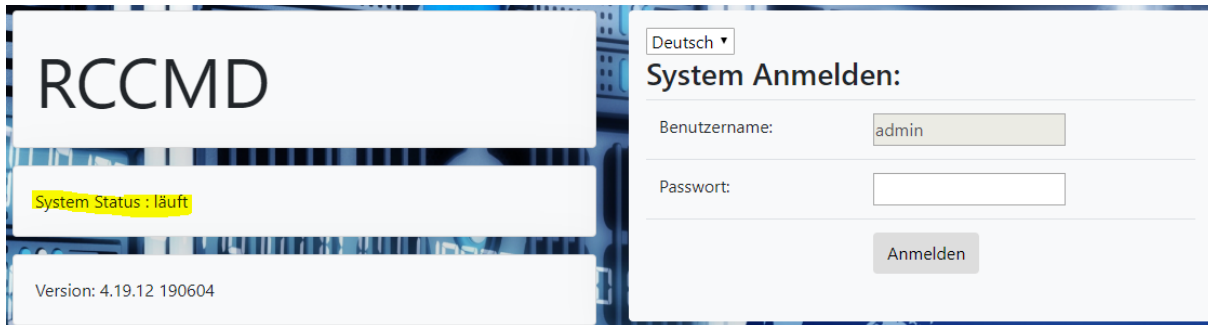 RCCMD
System Status : läuft
Version: 4.19.12 190604
Deutsch
System Anmelden:
Benutzername: admin
Passwort:
Anmelden